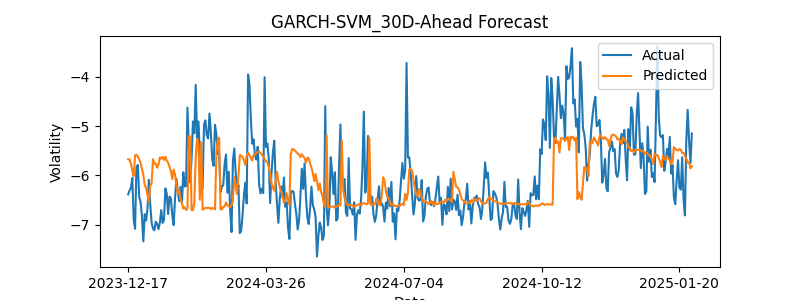 GARCH-SVM_30D-Ahead Forecast
Actual
Predicted
Volatility
−4
−5
−6
−7
2023-12-17
2024-03-26
2024-07-04
2024-10-12
2025-01-20
Date